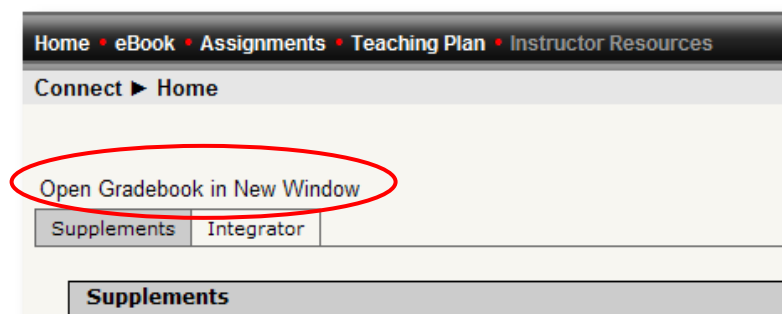 Home • eBook • Assignments • Teaching Plan • Instructor Resources
Connect ► Home
Open Gradebook in New Window
Supplements Integrator
Supplements